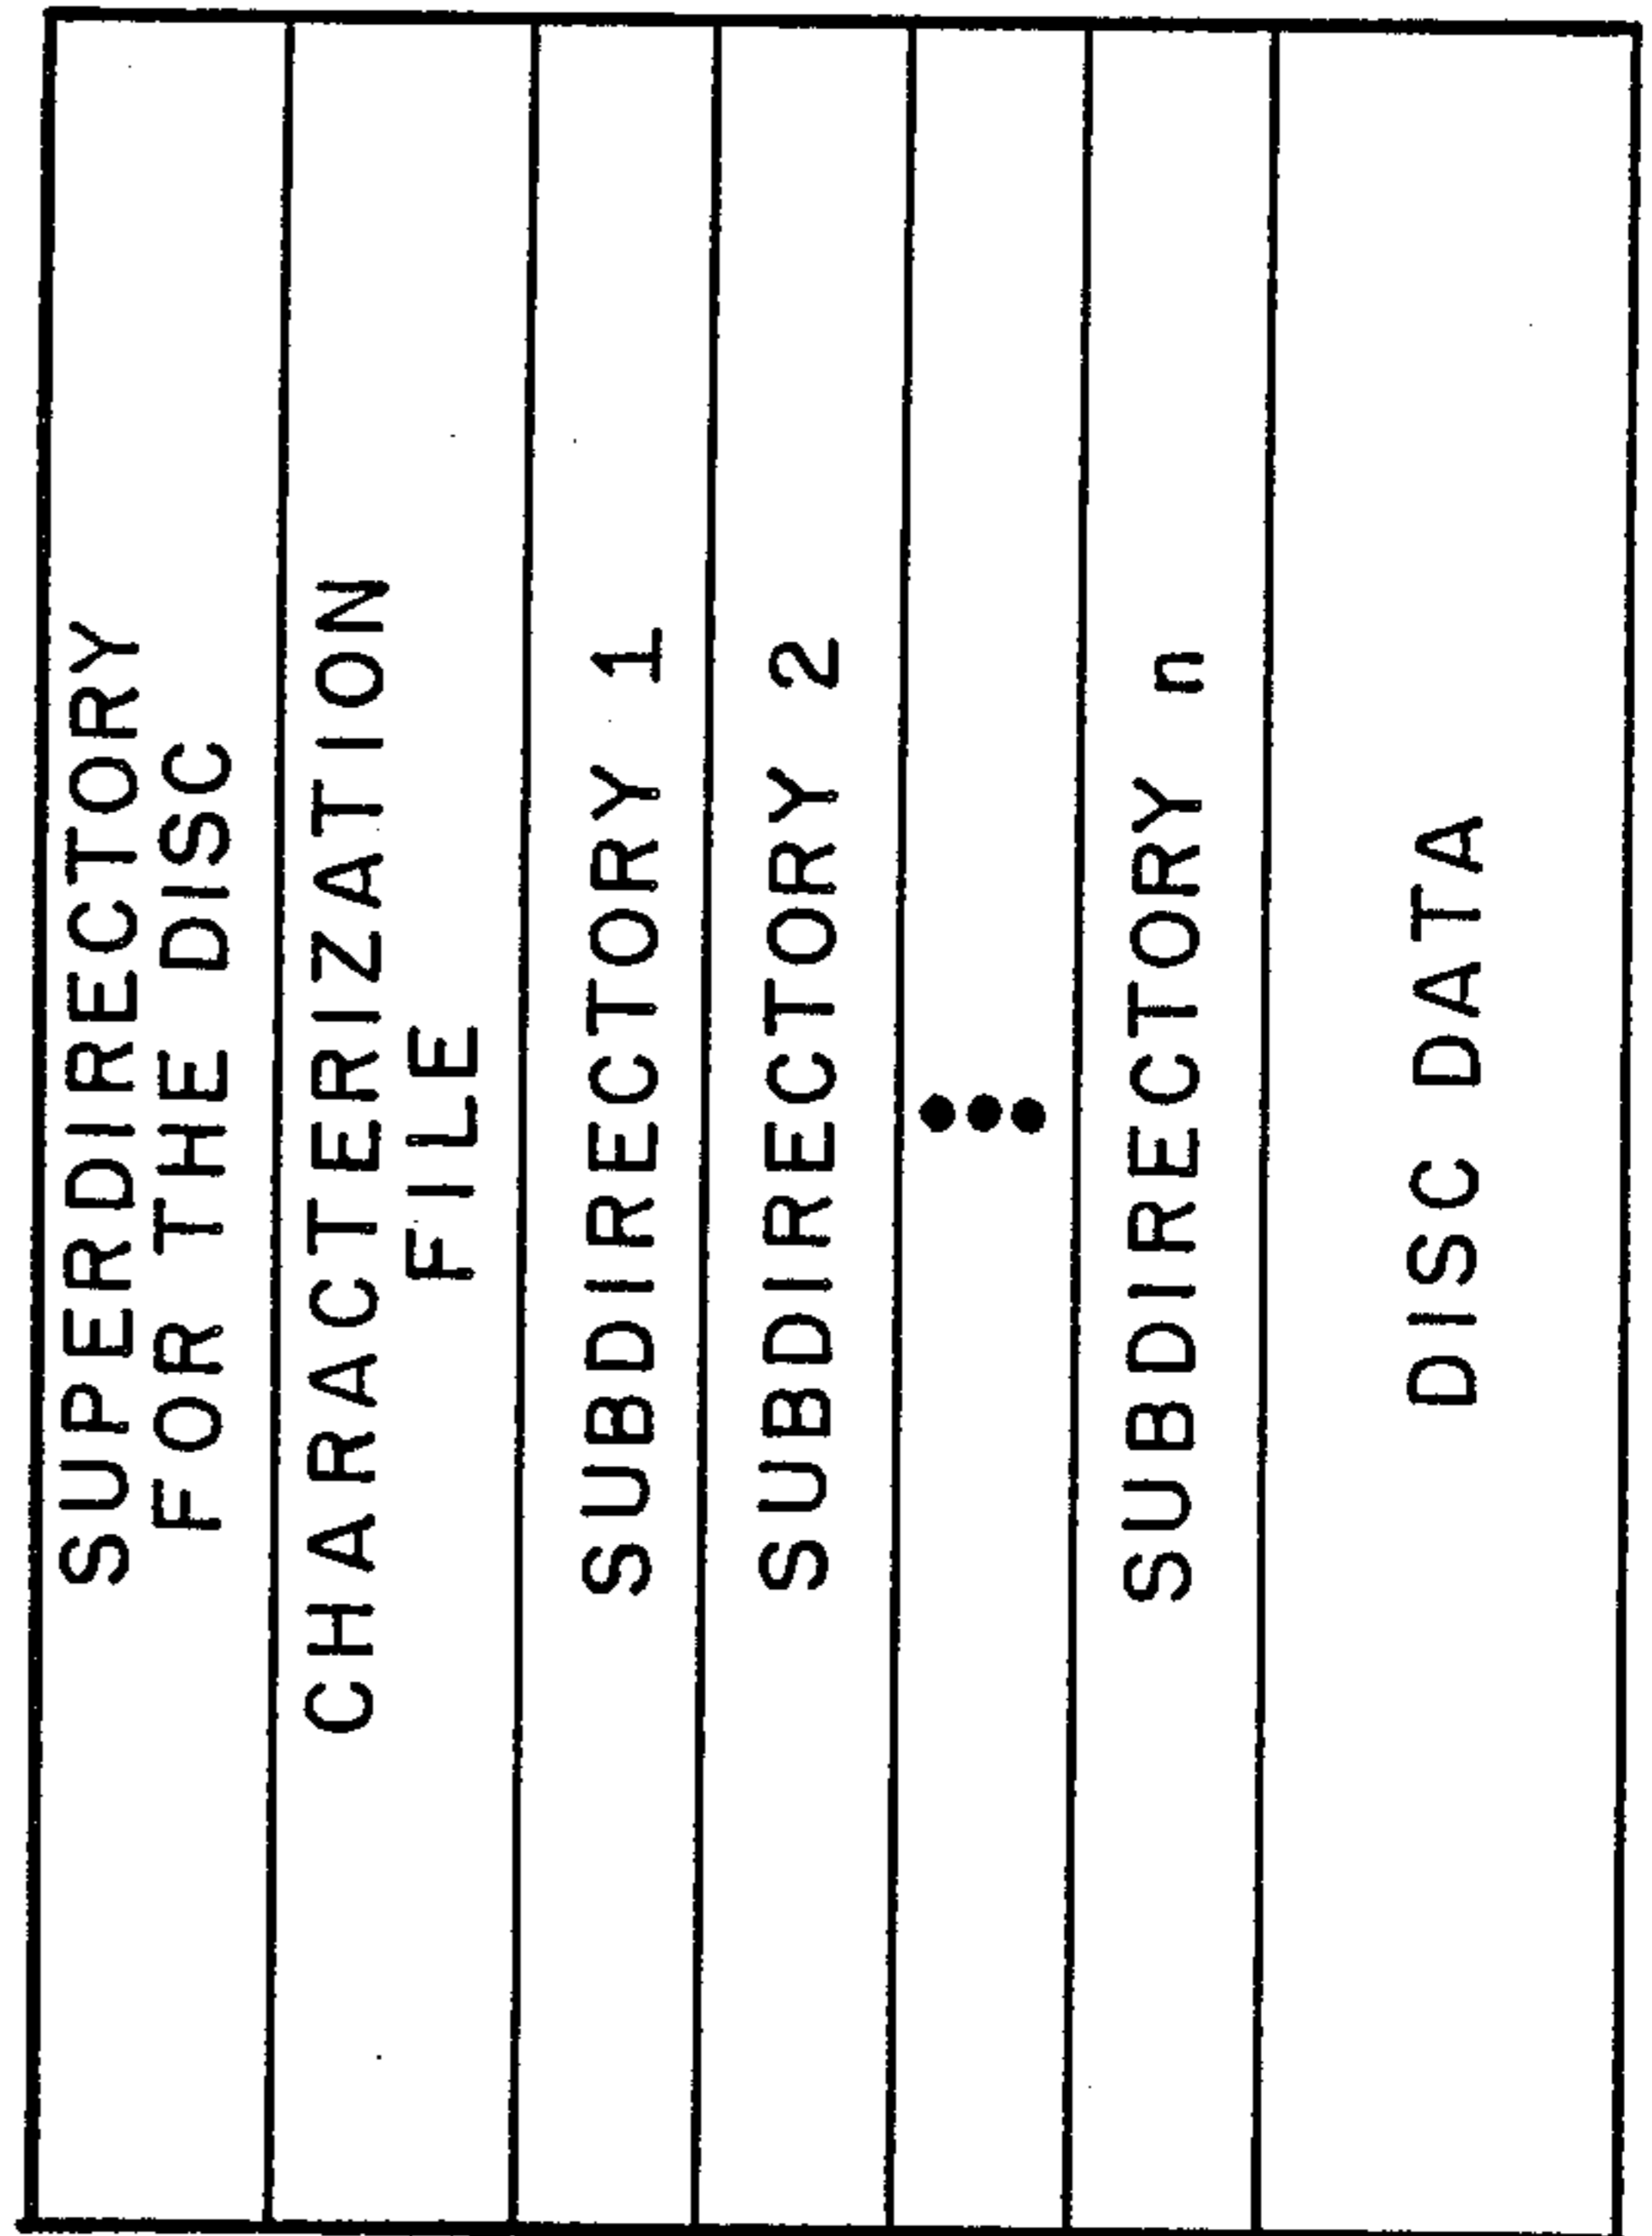 SUPERDIRECTORY
FOR THE DISC
CHARACTERIZATION
FILE
SUBDIRECTORY 1
SUBDIRECTORY 2
•••
SUBDIRECTORY n
DISC DATA